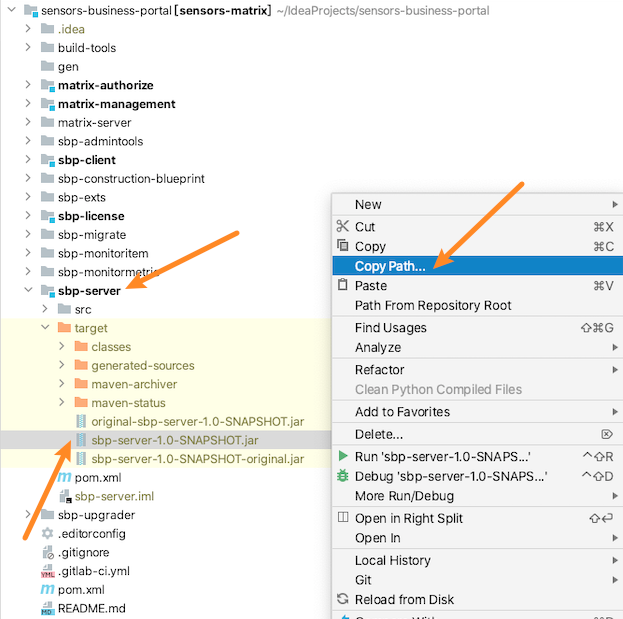 sensors-business-portal [sensors-matrix] ~/IdeaProjects/sensors-business-portal
.idea
build-tools
gen
matrix-authorize
matrix-management
matrix-server
sbp-admintools
sbp-client
sbp-construction-blueprint
sbp-exts
sbp-license
sbp-migrate
sbp-monitoritem
sbp-monitormetric
sbp-server
src
target
classes
generated-sources
maven-archiver
maven-status
original-sbp-server-1.0-SNAPSHOT.jar
sbp-server-1.0-SNAPSHOT.jar
sbp-server-1.0-SNAPSHOT-original.jar
pom.xml
sbp-server.iml
sbp-upgrader
.editorconfig
.gitignore
YML .gitlab-ci.yml
pom.xml
MD README.md
New
Cut ⌘X
Copy ⌘C
Copy Path...
Paste ⌘V
Path From Repository Root
Find Usages ⇧⌘G
Analyze
Refactor
Clean Python Compiled Files
Add to Favorites
Delete... ⌦
Run 'sbp-server-1.0-SNAPS...' ^⇧R
Debug 'sbp-server-1.0-SNAPS...' ^⇧D
More Run/Debug
Open in Right Split ⇧⏎
Open In
Local History
Git
Reload from Disk